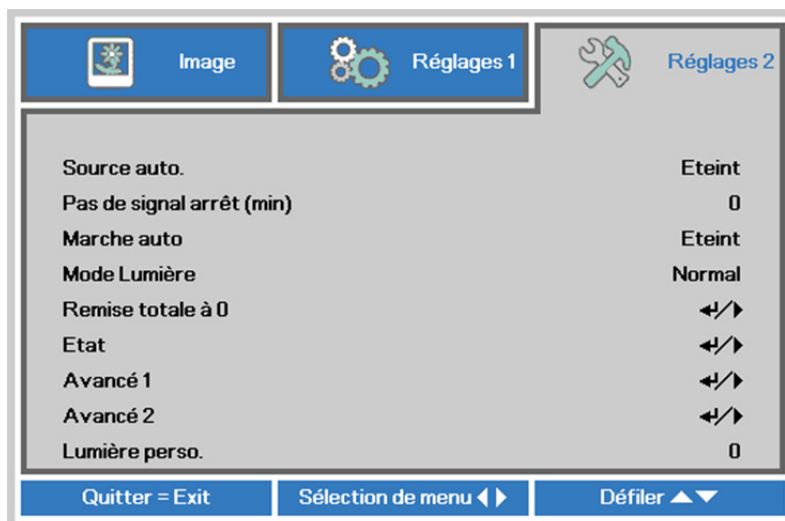 Image
Réglages 1
Réglages 2
Source auto. Eteint
Pas de signal arrêt (min) 0
Marche auto Eteint
Mode Lumière Normal
Remise totale à 0 ↵/▶
Etat ↵/▶
Avancé 1 ↵/▶
Avancé 2 ↵/▶
Lumière perso. 0
Quitter = Exit
Sélection de menu ◀▶
Défiler ▲▼